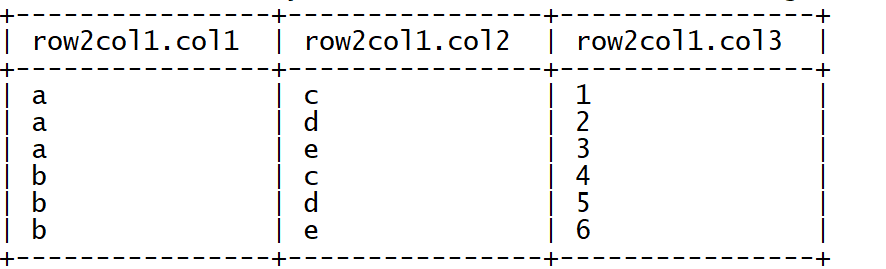 +----------------+----------------+----------------+
| row2col1.col1  | row2col1.col2  | row2col1.col3  |
+----------------+----------------+----------------+
| a              | c              | 1              |
| a              | d              | 2              |
| a              | e              | 3              |
| b              | c              | 4              |
| b              | d              | 5              |
| b              | e              | 6              |
+----------------+----------------+----------------+